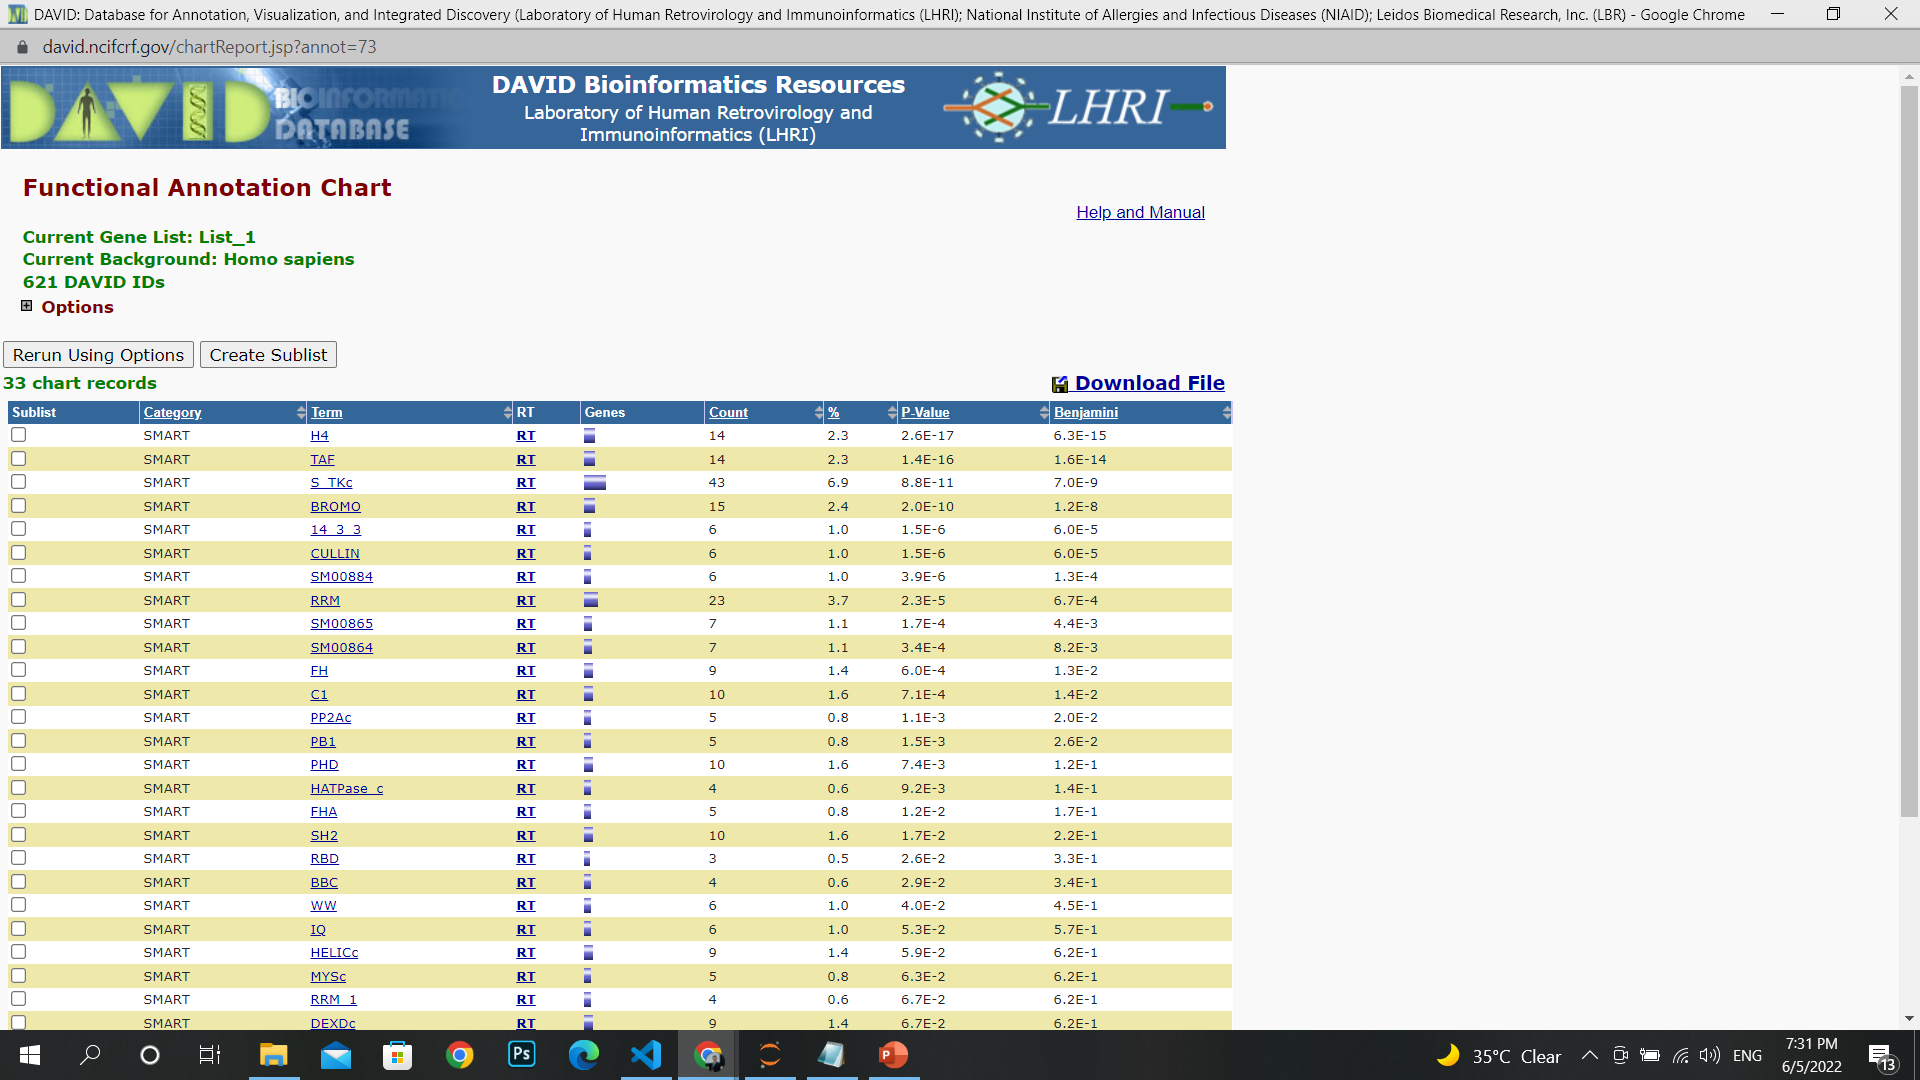 DAVID: Database for Annotation, Visualization, and Integrated Discovery (Laboratory of Human Retrovirology and Immunoinformatics (LHRI); National Institute of Allergies and Infectious Diseases (NIAID); Leidos Biomedical Research, Inc. (LBR) - Google Chrome
david.ncifcrf.gov/chartReport.jsp?annot=73
DAVID BIOINFORMATICS DATABASE
DAVID Bioinformatics Resources
Laboratory of Human Retrovirology and
Immunoinformatics (LHRI)
LHRI
Functional Annotation Chart
Help and Manual
Current Gene List: List_1
Current Background: Homo sapiens
621 DAVID IDs
Options
Rerun Using Options Create Sublist
33 chart records Download File
Sublist Category Term RT Genes Count % P-Value Benjamini
SMART H4 RT 14 2.3 2.6E-17 6.3E-15
SMART TAF RT 14 2.3 1.4E-16 1.6E-14
SMART S_TKc RT 43 6.9 8.8E-11 7.0E-9
SMART BROMO RT 15 2.4 2.0E-10 1.2E-8
SMART 14_3_3 RT 6 1.0 1.5E-6 6.0E-5
SMART CULLIN RT 6 1.0 1.5E-6 6.0E-5
SMART SM00884 RT 6 1.0 3.9E-6 1.3E-4
SMART RRM RT 23 3.7 2.3E-5 6.7E-4
SMART SM00865 RT 7 1.1 1.7E-4 4.4E-3
SMART SM00864 RT 7 1.1 3.4E-4 8.2E-3
SMART FH RT 9 1.4 6.0E-4 1.3E-2
SMART C1 RT 10 1.6 7.1E-4 1.4E-2
SMART PP2Ac RT 5 0.8 1.1E-3 2.0E-2
SMART PB1 RT 5 0.8 1.5E-3 2.6E-2
SMART PHD RT 10 1.6 7.4E-3 1.2E-1
SMART HATPase_c RT 4 0.6 9.2E-3 1.4E-1
SMART FHA RT 5 0.8 1.2E-2 1.7E-1
SMART SH2 RT 10 1.6 1.7E-2 2.2E-1
SMART RBD RT 3 0.5 2.6E-2 3.3E-1
SMART BBC RT 4 0.6 2.9E-2 3.4E-1
SMART WW RT 6 1.0 4.0E-2 4.5E-1
SMART IQ RT 6 1.0 5.3E-2 5.7E-1
SMART HELICc RT 9 1.4 5.9E-2 6.2E-1
SMART MYSc RT 5 0.8 6.3E-2 6.2E-1
SMART RRM_1 RT 4 0.6 6.7E-2 6.2E-1
SMART DEXDc RT 9 1.4 6.7E-2 6.2E-1
Ps
P
35°C Clear
ENG
7:31 PM
6/5/2022
13